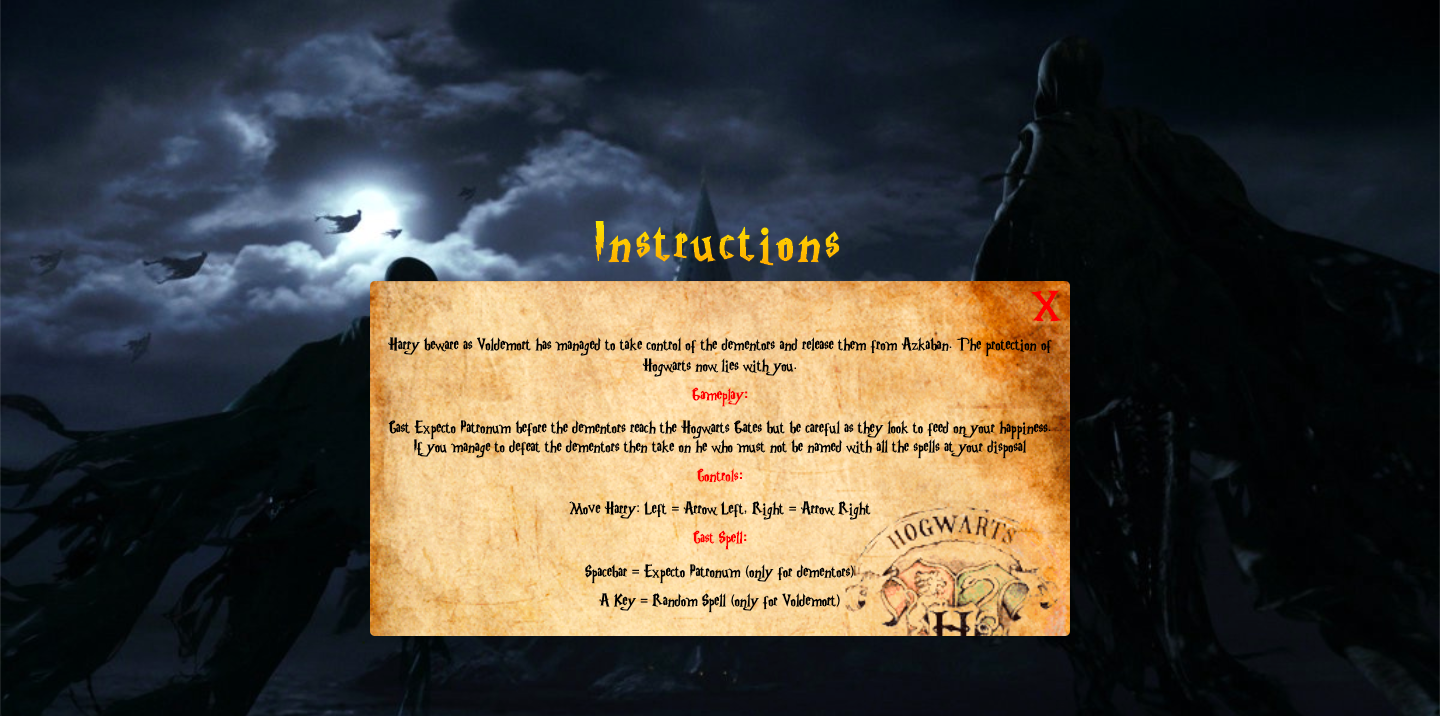 Instructions
X
Harry beware as Voldemort has managed to take control of the dementors and release them from Azkaban. The protection of
Hogwarts now lies with you.
Gameplay:
Cast Expecto Patronum before the dementors reach the Hogwarts Gates but be careful as they look to feed on your happiness.
If you manage to defeat the dementors then take on he who must not be named with all the spells at your disposal
Controls:
Move Harry: Left = Arrow Left, Right = Arrow Right
Cast Spell:
Spacebar = Expecto Patronum (only for dementors)
A Key = Random Spell (only for Voldemort)
HOGWARTS
H